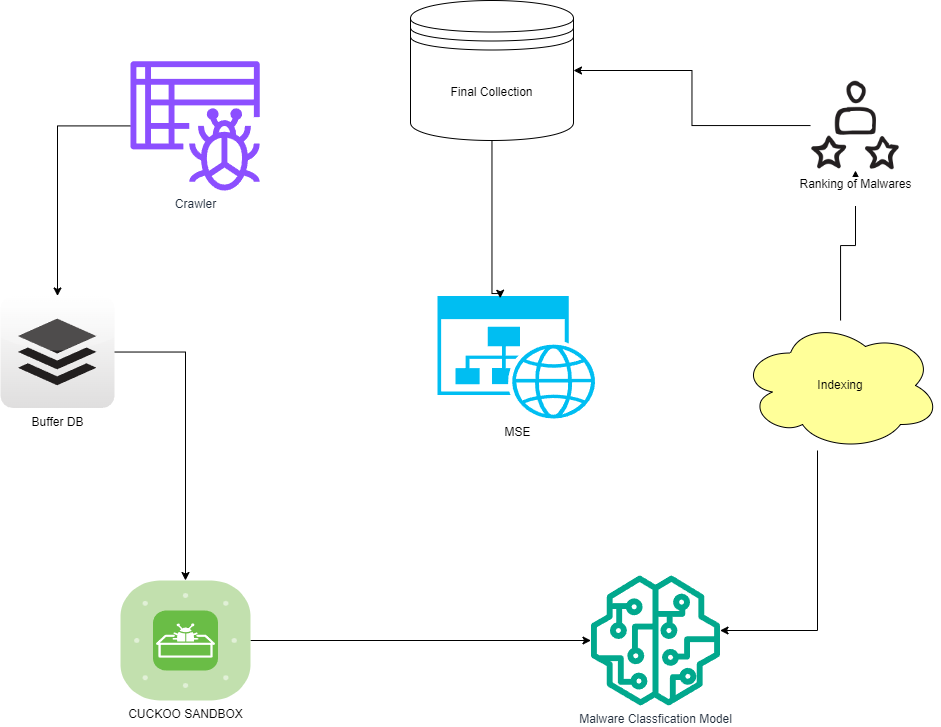 Final Collection
Crawler
Ranking of Malwares
Indexing
Buffer DB
MSE
CUCKOO SANDBOX
Malware Classfication Model